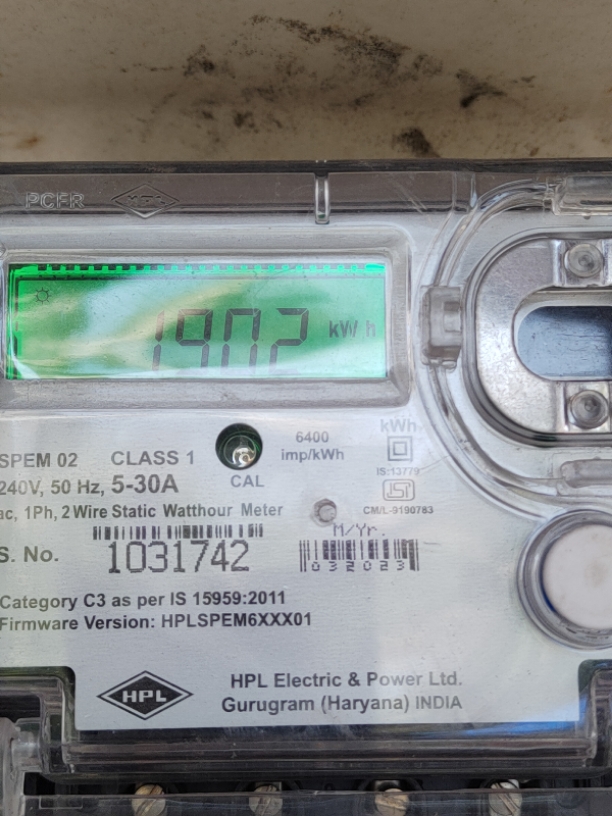 PCFR HPL
1902 kW h
6400
imp/kWh
kWh
SPEM 02 CLASS 1
CAL
IS:13779
240V, 50 Hz, 5-30A
ISI
CM/L-9190783
ac, 1Ph, 2 Wire Static Watthour Meter
M/Yr.
S. No. 1031742
032023
Category C3 as per IS 15959:2011
Firmware Version: HPLSPEM6XXX01
HPL
HPL Electric & Power Ltd.
Gurugram (Haryana) INDIA